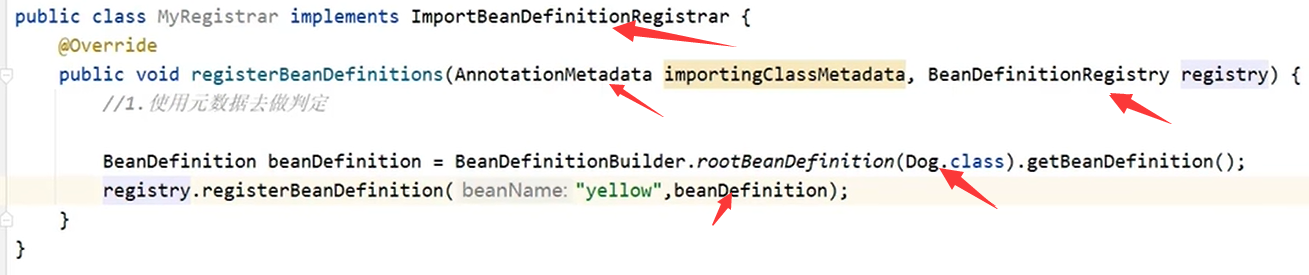 public class MyRegistrar implements ImportBeanDefinitionRegistrar {
@Override
public void registerBeanDefinitions(AnnotationMetadata importingClassMetadata, BeanDefinitionRegistry registry) {
//1.使用元数据去做判定
BeanDefinition beanDefinition = BeanDefinitionBuilder.rootBeanDefinition(Dog.class).getBeanDefinition();
registry.registerBeanDefinition( beanName: "yellow",beanDefinition);
}
}